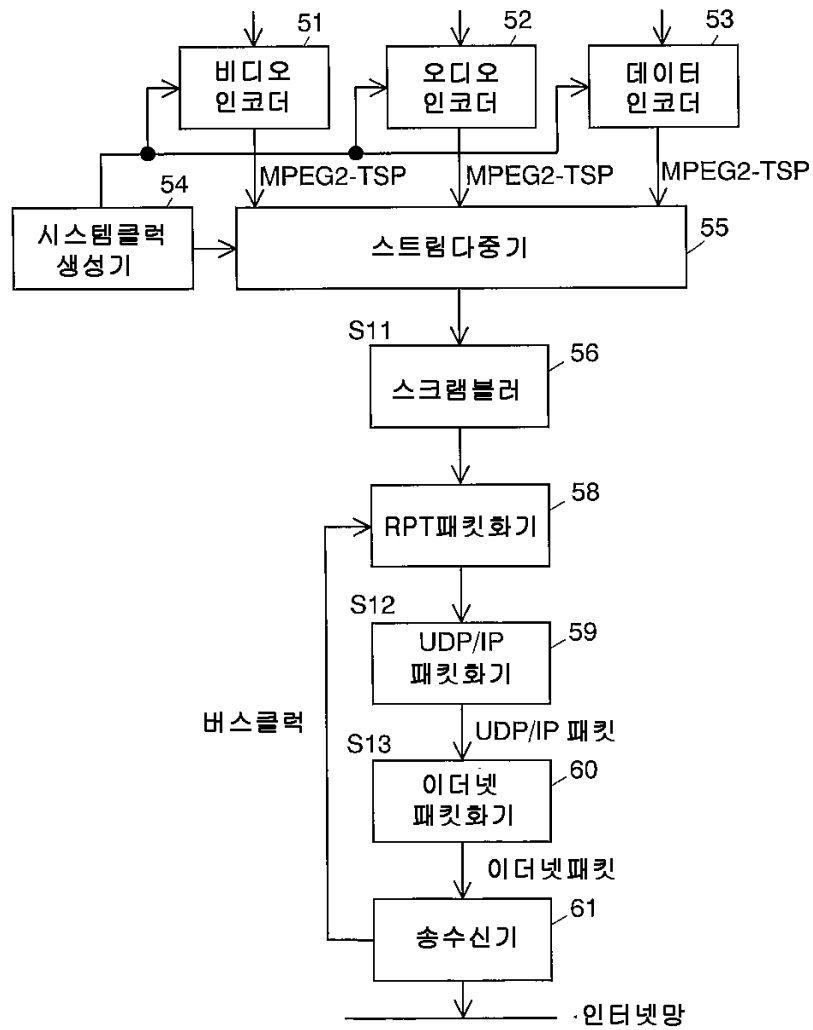 51
비디오
인코더
52
오디오
인코더
53
데이터
인코더
MPEG2-TSP
MPEG2-TSP
MPEG2-TSP
54
시스템클럭
생성기
스트림다중기
55
S11
56
스크램블러
58
RPT패킷화기
S12
59
UDP/IP
패킷화기
버스클럭
UDP/IP 패킷
S13
60
이더넷
패킷화기
이더넷패킷
61
송수신기
인터넷망